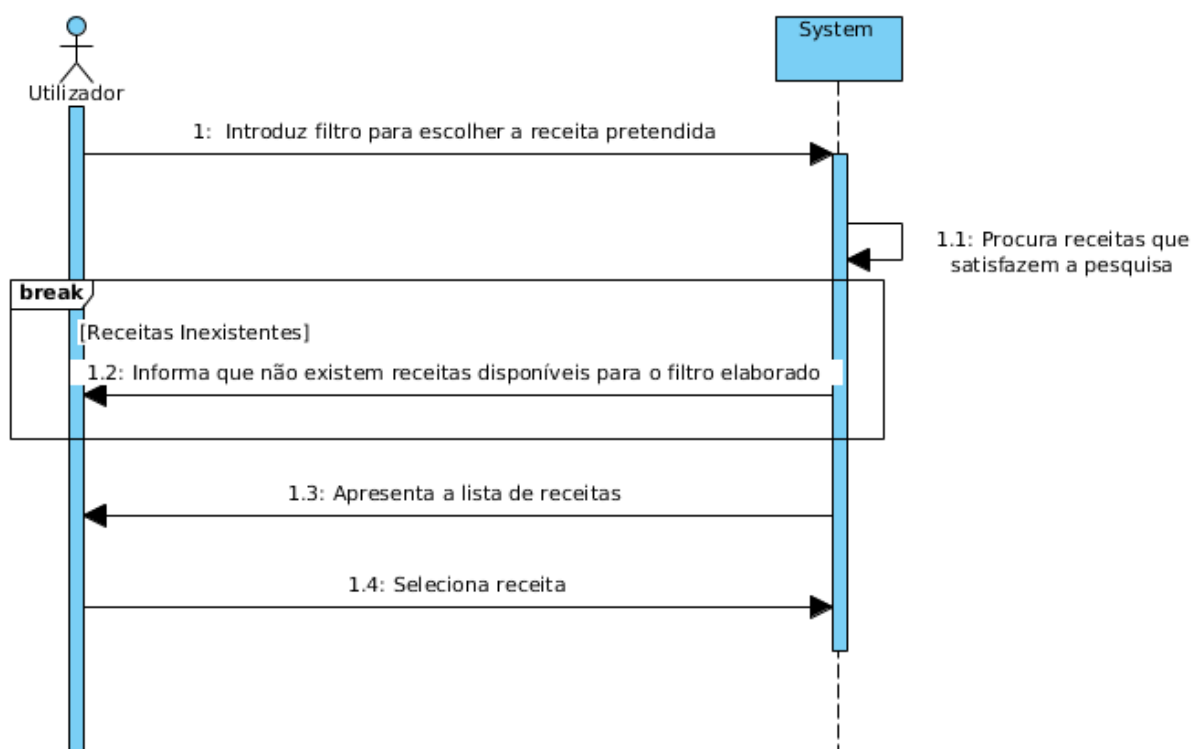 System
Utilizador
1: Introduz filtro para escolher a receita pretendida
1.1: Procura receitas que
satisfazem a pesquisa
break
[Receitas Inexistentes]
1.2: Informa que não existem receitas disponíveis para o filtro elaborado
1.3: Apresenta a lista de receitas
1.4: Seleciona receita